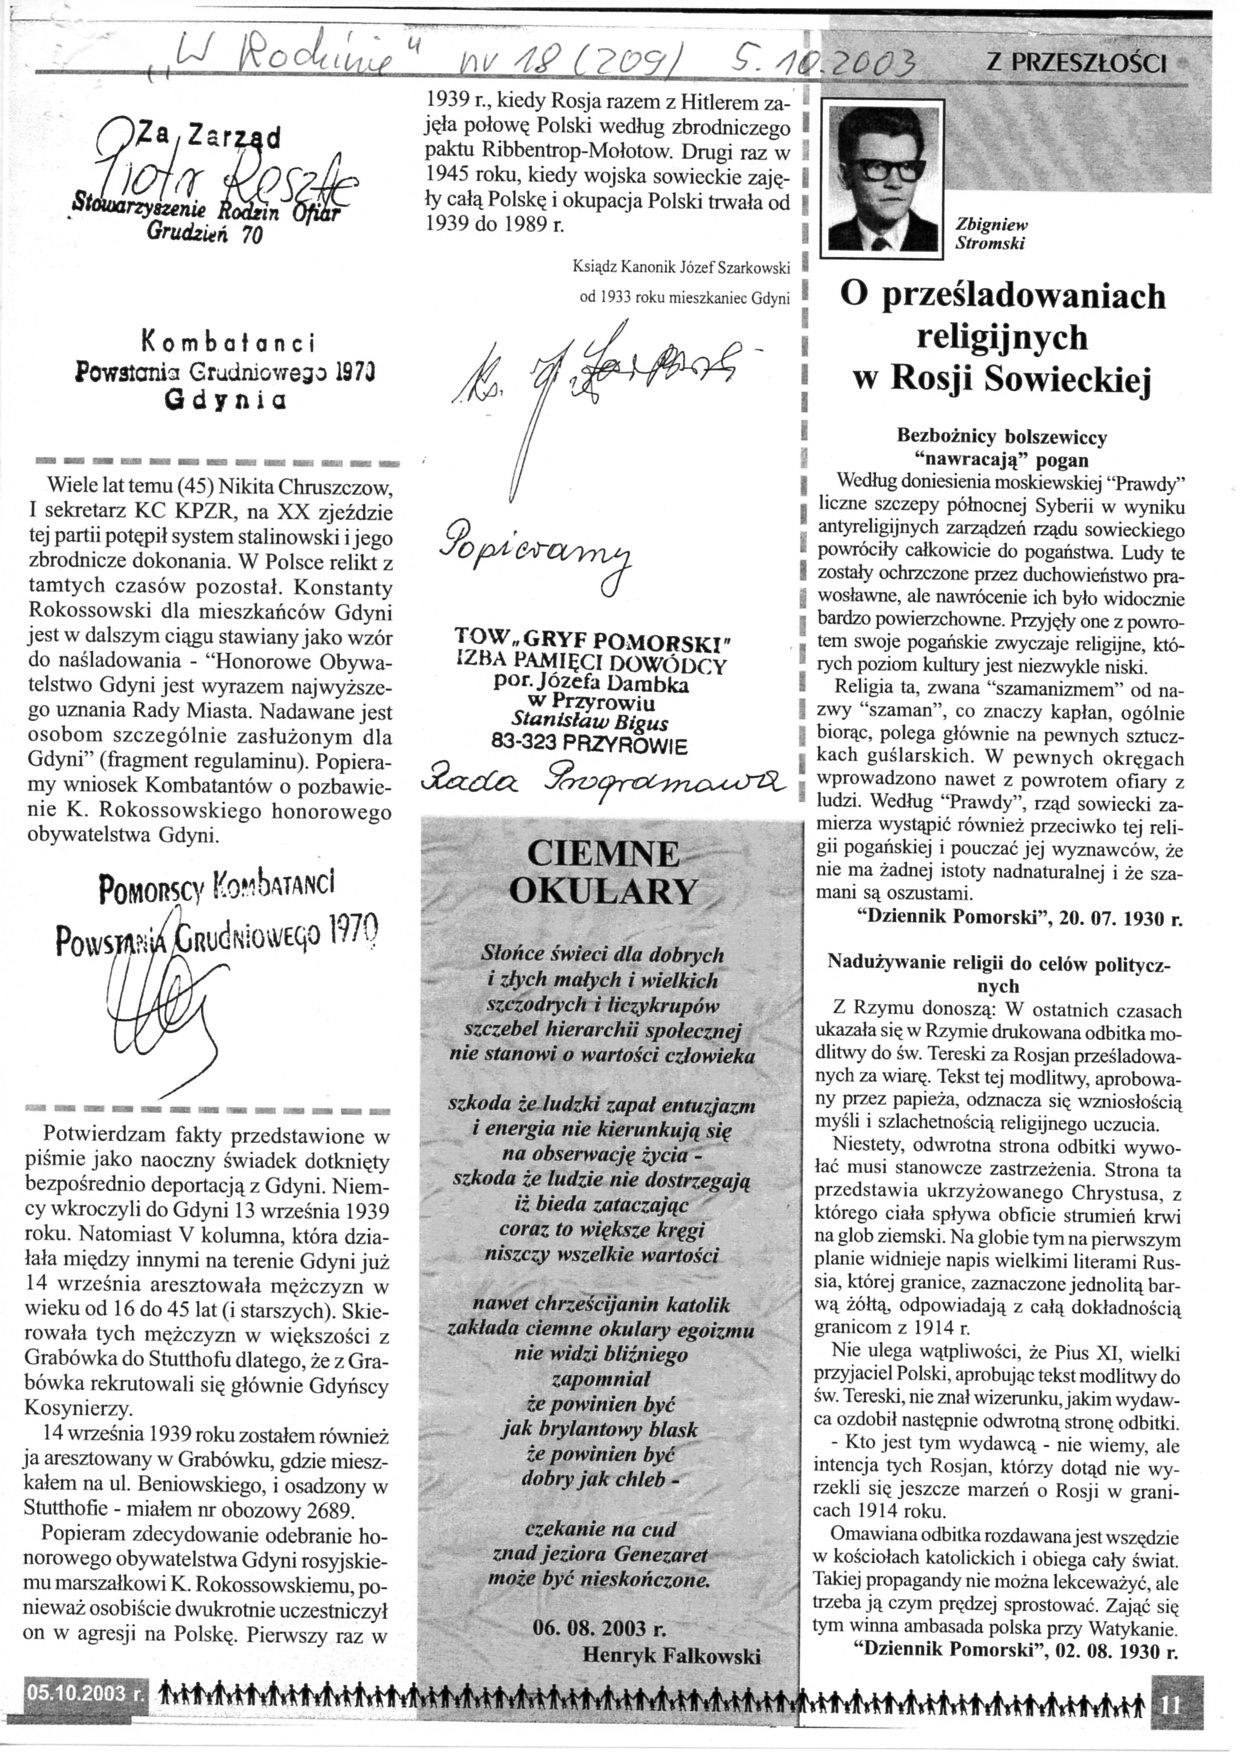 „W Rodzinie" nr 18 (209) 5.10.2003
Z PRZESZŁOŚCI
Za Zarząd
Piotr Reszke
Stowarzyszenie Rodzin Ofiar
Grudzień 70
Kombatanci
Powstania Grudniowego 1970
Gdynia
Wiele lat temu (45) Nikita Chruszczow,
I sekretarz KC KPZR, na XX zjeździe
tej partii potępił system stalinowski i jego
zbrodnicze dokonania. W Polsce relikt z
tamtych czasów pozostał. Konstanty
Rokossowski dla mieszkańców Gdyni
jest w dalszym ciągu stawiany jako wzór
do naśladowania - “Honorowe Obywa-
telstwo Gdyni jest wyrazem najwyższe-
go uznania Rady Miasta. Nadawane jest
osobom szczególnie zasłużonym dla
Gdyni” (fragment regulaminu). Popiera-
my wniosek Kombatantów o pozbawie-
nie K. Rokossowskiego honorowego
obywatelstwa Gdyni.
POMORSCY KOMBATANCI
POWSTANIA GRUDNIOWEGO 1970
Potwierdzam fakty przedstawione w
piśmie jako naoczny świadek dotknięty
bezpośrednio deportacją z Gdyni. Niem-
cy wkroczyli do Gdyni 13 września 1939
roku. Natomiast V kolumna, która dzia-
łała między innymi na terenie Gdyni już
14 września aresztowała mężczyzn w
wieku od 16 do 45 lat (i starszych). Skie-
rowała tych mężczyzn w większości z
Grabówka do Stutthofu dlatego, że z Gra-
bówka rekrutowali się głównie Gdyńscy
Kosynierzy.
14 września 1939 roku zostałem również
ja aresztowany w Grabówku, gdzie miesz-
kałem na ul. Beniowskiego, i osadzony w
Stutthofie - miałem nr obozowy 2689.
Popieram zdecydowanie odebranie ho-
norowego obywatelstwa Gdyni rosyjskie-
mu marszałkowi K. Rokossowskiemu, po-
nieważ osobiście dwukrotnie uczestniczył
on w agresji na Polskę. Pierwszy raz w
1939 r., kiedy Rosja razem z Hitlerem za-
jęła połowę Polski według zbrodniczego
paktu Ribbentrop-Mołotow. Drugi raz w
1945 roku, kiedy wojska sowieckie zaję-
ły całą Polskę i okupacja Polski trwała od
1939 do 1989 r.
Ksiądz Kanonik Józef Szarkowski
od 1933 roku mieszkaniec Gdyni
ks. J. Szarkowski
Popieramy
TOW „GRYF POMORSKI"
IZBA PAMIĘCI DOWÓDCY
por. Józefa Dambka
w Przyrowiu
Stanisław Bigus
83-323 PRZYROWIE
Rada Programowa
CIEMNE
OKULARY
Słońce świeci dla dobrych
i złych małych i wielkich
szczodrych i liczykrupów
szczebel hierarchii społecznej
nie stanowi o wartości człowieka
szkoda że ludzki zapał entuzjazm
i energia nie kierunkują się
na obserwację życia -
szkoda że ludzie nie dostrzegają
iż bieda zataczając
coraz to większe kręgi
niszczy wszelkie wartości
nawet chrześcijanin katolik
zakłada ciemne okulary egoizmu
nie widzi bliźniego
zapomniał
że powinien być
jak brylantowy blask
że powinien być
dobry jak chleb -
czekanie na cud
znad jeziora Genezaret
może być nieskończone.
06. 08. 2003 r.
Henryk Falkowski
Zbigniew
Stromski
O prześladowaniach
religijnych
w Rosji Sowieckiej
Bezbożnicy bolszewiccy
“nawracają” pogan
Według doniesienia moskiewskiej “Prawdy”
liczne szczepy północnej Syberii w wyniku
antyreligijnych zarządzeń rządu sowieckiego
powróciły całkowicie do pogaństwa. Ludy te
zostały ochrzczone przez duchowieństwo pra-
wosławne, ale nawrócenie ich było widocznie
bardzo powierzchowne. Przyjęły one z powro-
tem swoje pogańskie zwyczaje religijne, któ-
rych poziom kultury jest niezwykle niski.
Religia ta, zwana “szamanizmem” od na-
zwy “szaman”, co znaczy kapłan, ogólnie
biorąc, polega głównie na pewnych sztucz-
kach guślarskich. W pewnych okręgach
wprowadzono nawet z powrotem ofiary z
ludzi. Według “Prawdy”, rząd sowiecki za-
mierza wystąpić również przeciwko tej reli-
gii pogańskiej i pouczać jej wyznawców, że
nie ma żadnej istoty nadnaturalnej i że sza-
mani są oszustami.
“Dziennik Pomorski”, 20. 07. 1930 r.
Nadużywanie religii do celów politycz-
nych
Z Rzymu donoszą: W ostatnich czasach
ukazała się w Rzymie drukowana odbitka mo-
dlitwy do św. Tereski za Rosjan prześladowa-
nych za wiarę. Tekst tej modlitwy, aprobowa-
ny przez papieża, odznacza się wzniosłością
myśli i szlachetnością religijnego uczucia.
Niestety, odwrotna strona odbitki wywo-
łać musi stanowcze zastrzeżenia. Strona ta
przedstawia ukrzyżowanego Chrystusa, z
którego ciała spływa obficie strumień krwi
na glob ziemski. Na globie tym na pierwszym
planie widnieje napis wielkimi literami Rus-
sia, której granice, zaznaczone jednolitą bar-
wą żółtą, odpowiadają z całą dokładnością
granicom z 1914 r.
Nie ulega wątpliwości, że Pius XI, wielki
przyjaciel Polski, aprobując tekst modlitwy do
św. Tereski, nie znał wizerunku, jakim wydaw-
ca ozdobił następnie odwrotną stronę odbitki.
- Kto jest tym wydawcą - nie wiemy, ale
intencja tych Rosjan, którzy dotąd nie wy-
rzekli się jeszcze marzeń o Rosji w grani-
cach 1914 roku.
Omawiana odbitka rozdawana jest wszędzie
w kościołach katolickich i obiega cały świat.
Takiej propagandy nie można lekceważyć, ale
trzeba ją czym prędzej sprostować. Zająć się
tym winna ambasada polska przy Watykanie.
“Dziennik Pomorski”, 02. 08. 1930 r.
05.10.2003 r.
11